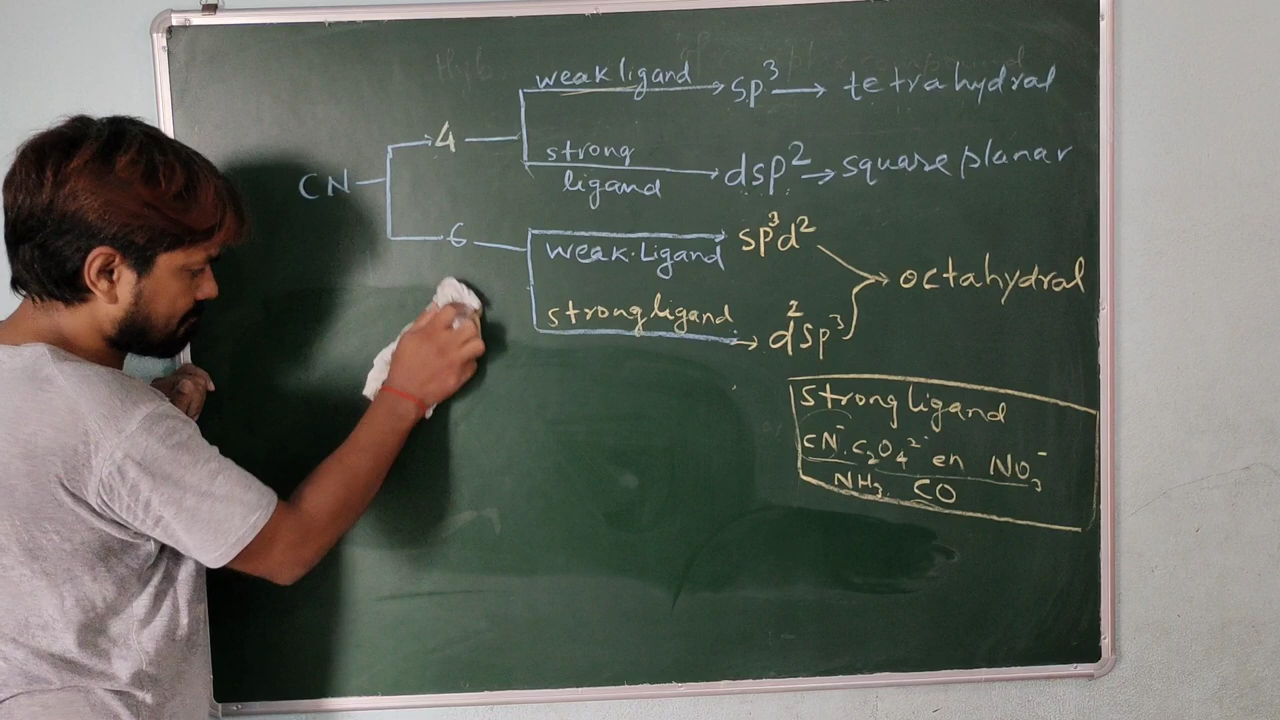 weak ligand → sp³ → tetrahydral
CN 4 strong ligand → dsp² → square planar
6 weak. Ligand sp³d²
strong ligand → d²sp³ → octahydral
Strong ligand
CN⁻. C₂O₄²⁻ en NO₃⁻
NH₃ CO